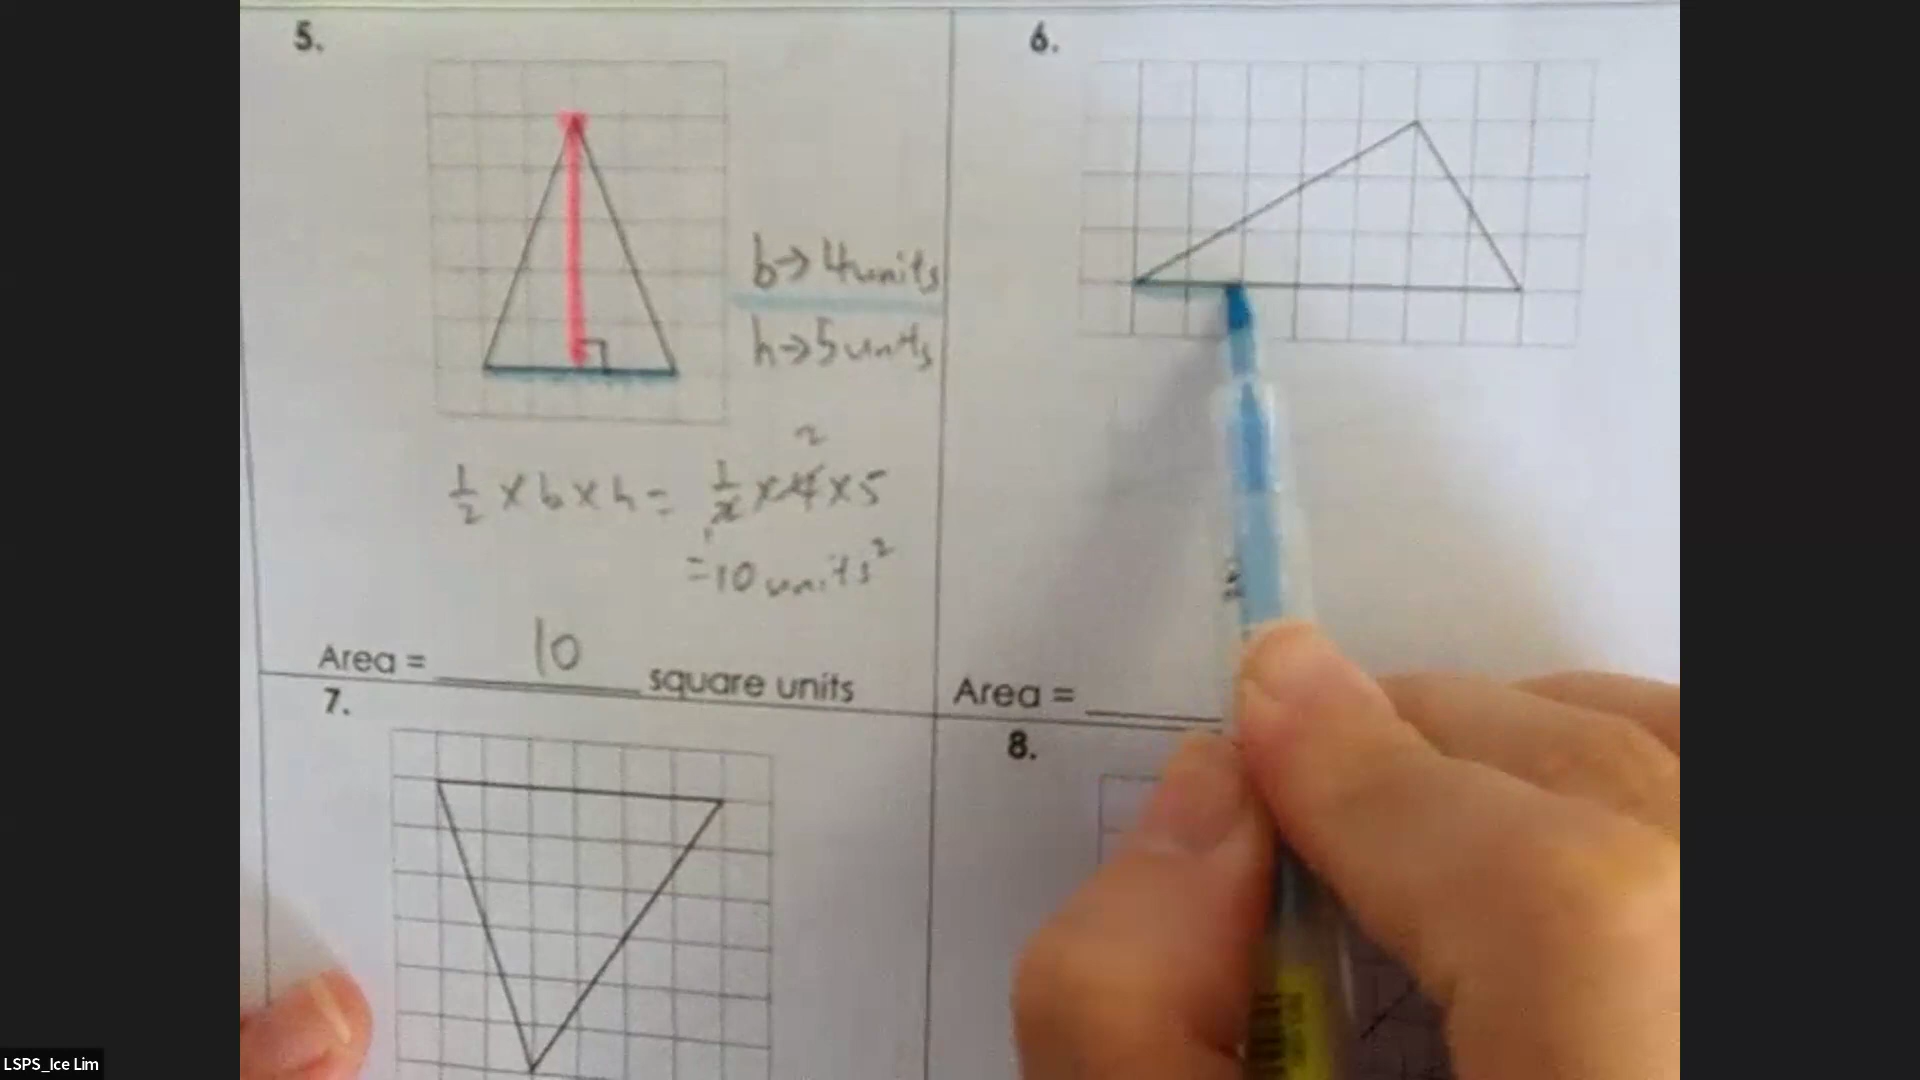 5.
b→4units
h→5units
1/2 × b × h = 1/2 × 4 × 5
2
1
=10 units²
Area = 10 square units
6.
Area =
7.
8.
LSPS_Ice Lim